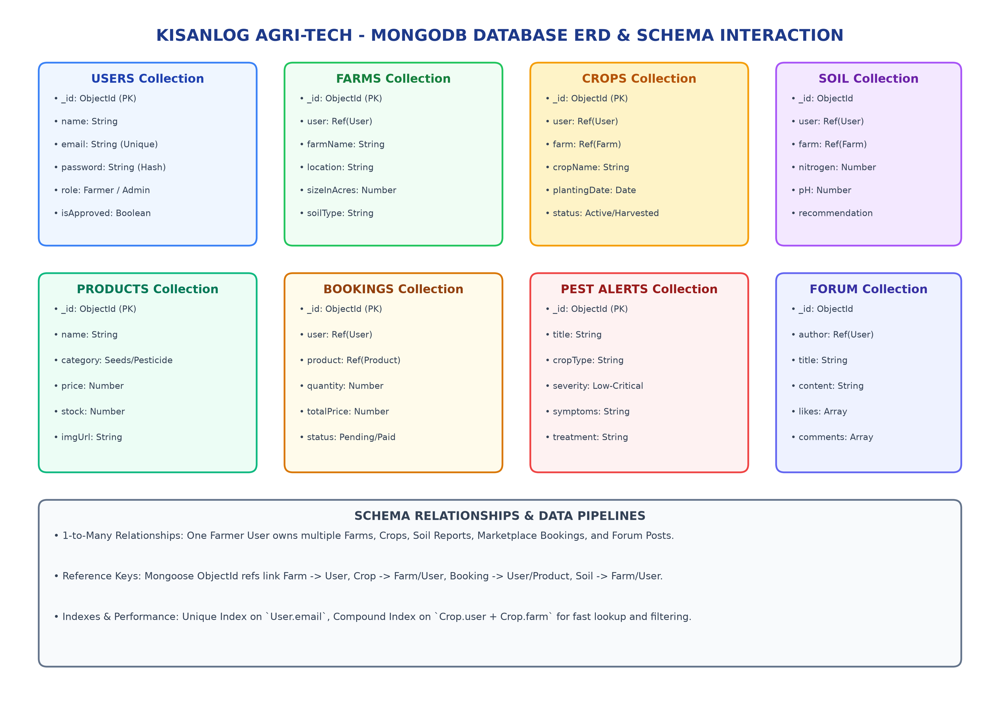 KISANLOG AGRI-TECH - MONGODB DATABASE ERD & SCHEMA INTERACTION
USERS Collection
• _id: ObjectId (PK)
• name: String
• email: String (Unique)
• password: String (Hash)
• role: Farmer / Admin
• isApproved: Boolean
FARMS Collection
• _id: ObjectId (PK)
• user: Ref(User)
• farmName: String
• location: String
• sizeInAcres: Number
• soilType: String
CROPS Collection
• _id: ObjectId (PK)
• user: Ref(User)
• farm: Ref(Farm)
• cropName: String
• plantingDate: Date
• status: Active/Harvested
SOIL Collection
• _id: ObjectId
• user: Ref(User)
• farm: Ref(Farm)
• nitrogen: Number
• pH: Number
• recommendation
PRODUCTS Collection
• _id: ObjectId (PK)
• name: String
• category: Seeds/Pesticide
• price: Number
• stock: Number
• imgUrl: String
BOOKINGS Collection
• _id: ObjectId (PK)
• user: Ref(User)
• product: Ref(Product)
• quantity: Number
• totalPrice: Number
• status: Pending/Paid
PEST ALERTS Collection
• _id: ObjectId (PK)
• title: String
• cropType: String
• severity: Low-Critical
• symptoms: String
• treatment: String
FORUM Collection
• _id: ObjectId
• author: Ref(User)
• title: String
• content: String
• likes: Array
• comments: Array
SCHEMA RELATIONSHIPS & DATA PIPELINES
• 1-to-Many Relationships: One Farmer User owns multiple Farms, Crops, Soil Reports, Marketplace Bookings, and Forum Posts.
• Reference Keys: Mongoose ObjectId refs link Farm -> User, Crop -> Farm/User, Booking -> User/Product, Soil -> Farm/User.
• Indexes & Performance: Unique Index on `User.email`, Compound Index on `Crop.user + Crop.farm` for fast lookup and filtering.